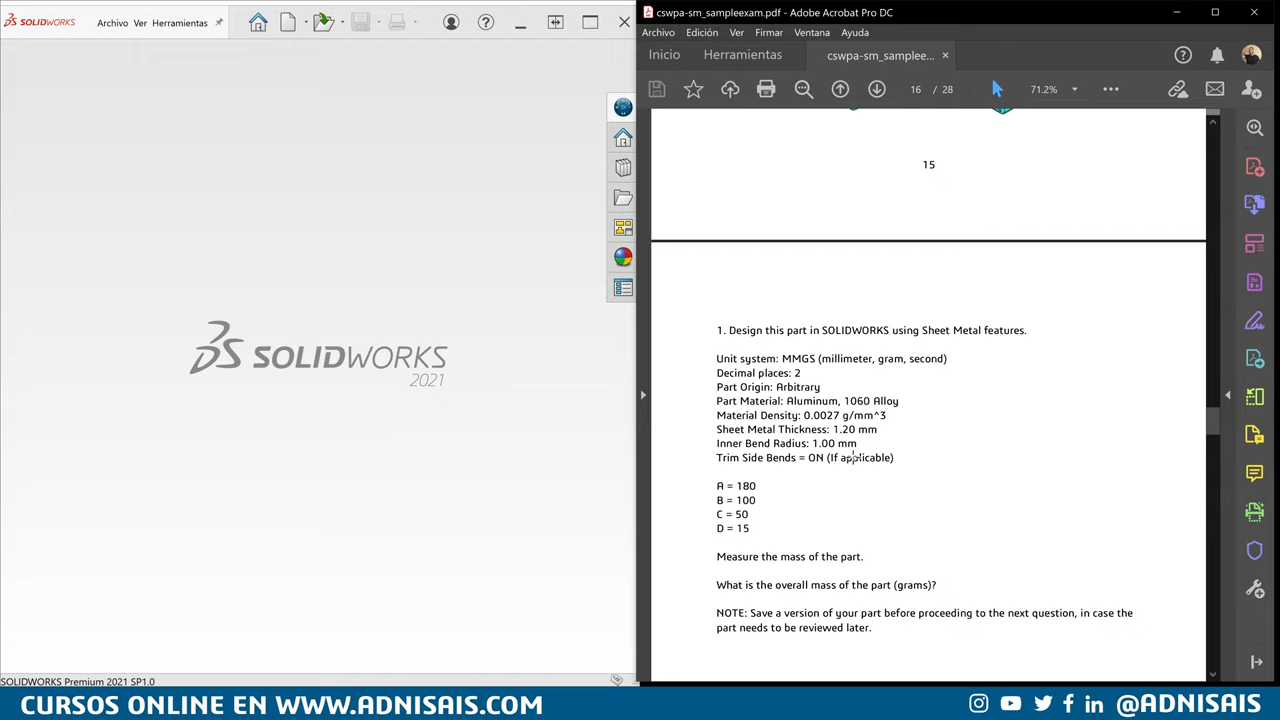 SOLIDWORKS
Archivo Ver Herramientas
cswpa-sm_sampleexam.pdf - Adobe Acrobat Pro DC
Archivo Edición Ver Firmar Ventana Ayuda
Inicio Herramientas cswpa-sm_samplee... ×
16 / 28 71.2%
15
1. Design this part in SOLIDWORKS using Sheet Metal features.
Unit system: MMGS (millimeter, gram, second)
Decimal places: 2
Part Origin: Arbitrary
Part Material: Aluminum, 1060 Alloy
Material Density: 0.0027 g/mm^3
Sheet Metal Thickness: 1.20 mm
Inner Bend Radius: 1.00 mm
Trim Side Bends = ON (If applicable)
A = 180
B = 100
C = 50
D = 15
Measure the mass of the part.
What is the overall mass of the part (grams)?
NOTE: Save a version of your part before proceeding to the next question, in case the
part needs to be reviewed later.
SOLIDWORKS
2021
SOLIDWORKS Premium 2021 SP1.0
CURSOS ONLINE EN WWW.ADNISAIS.COM
@ADNISAIS